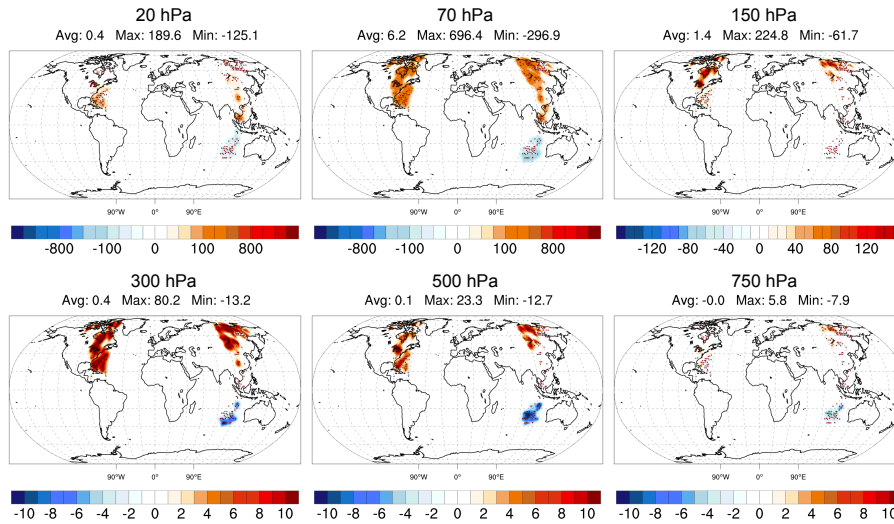 20 hPa 70 hPa 150 hPa
Avg: 0.4 Max: 189.6 Min: -125.1 Avg: 6.2 Max: 696.4 Min: -296.9 Avg: 1.4 Max: 224.8 Min: -61.7
90°W 0° 90°E 90°W 0° 90°E 90°W 0° 90°E
-800 -100 0 100 800 -800 -100 0 100 800 -120 -80 -40 0 40 80 120
300 hPa 500 hPa 750 hPa
Avg: 0.4 Max: 80.2 Min: -13.2 Avg: 0.1 Max: 23.3 Min: -12.7 Avg: -0.0 Max: 5.8 Min: -7.9
90°W 0° 90°E 90°W 0° 90°E 90°W 0° 90°E
-10 -8 -6 -4 -2 0 2 4 6 8 10 -10 -8 -6 -4 -2 0 2 4 6 8 10 -10 -8 -6 -4 -2 0 2 4 6 8 10